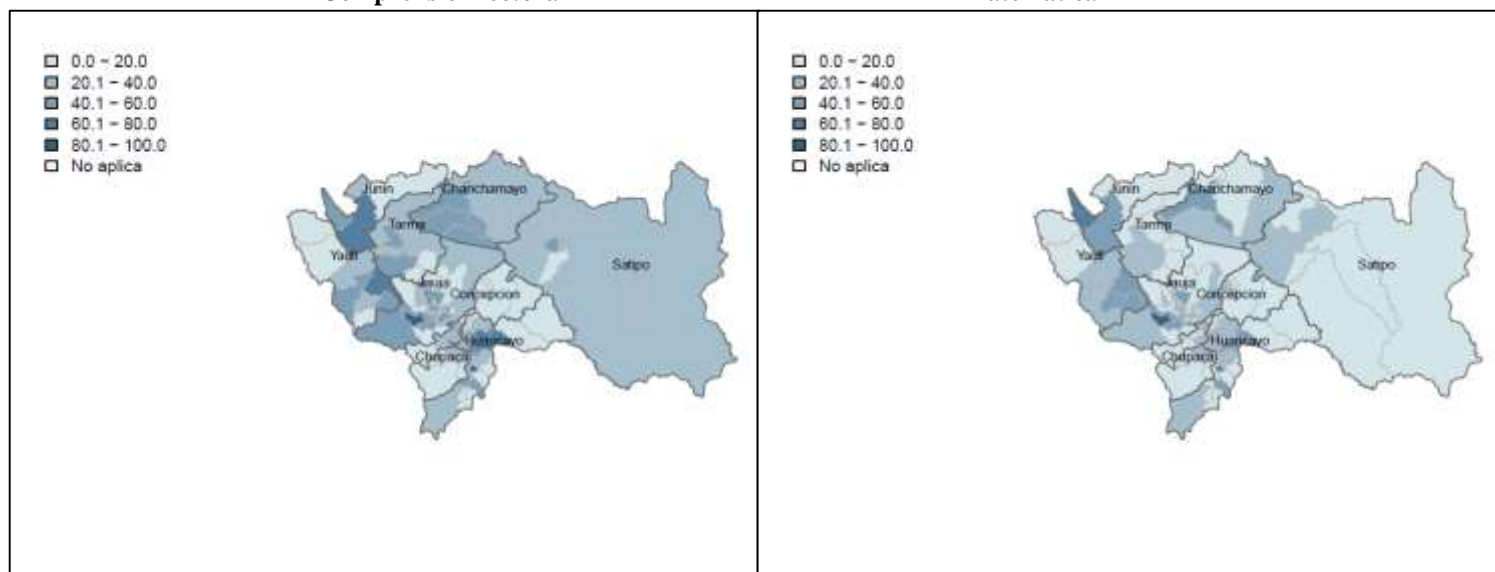 0.0 – 20.0
20.1 – 40.0
40.1 – 60.0
60.1 – 80.0
80.1 – 100.0
No aplica
Junin
Chanchamayo
Tarma
Yauli
Satipo
Jauja
Concepcion
Huancayo
Chupaca
0.0 – 20.0
20.1 – 40.0
40.1 – 60.0
60.1 – 80.0
80.1 – 100.0
No aplica
Junin
Chanchamayo
Tarma
Yauli
Satipo
Jauja
Concepcion
Huancayo
Chupaca